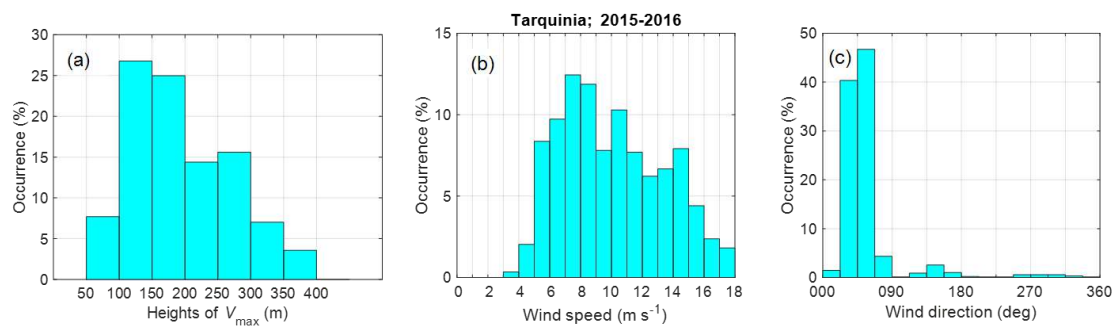 Tarquinia; 2015-2016
(a)
30
25
20
15
10
5
0
Occurrence (%)
50 100 150 200 250 300 350 400
Heights of Vmax (m)
(b)
15
10
5
0
Occurrence (%)
0 2 4 6 8 10 12 14 16 18
Wind speed (m s-1)
(c)
50
40
30
20
10
0
Occurrence (%)
000 090 180 270 360
Wind direction (deg)